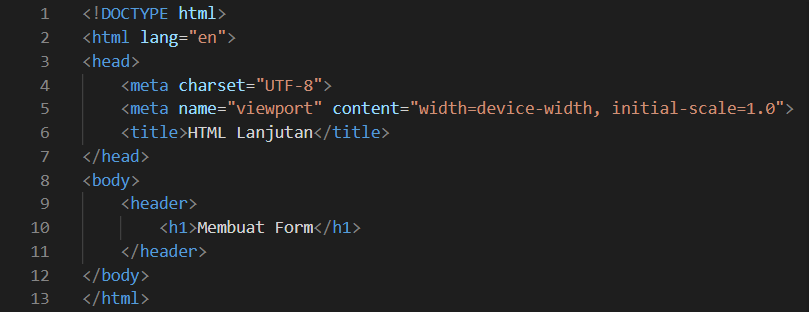 1 <!DOCTYPE html>
2 <html lang="en">
3 <head>
4     <meta charset="UTF-8">
5     <meta name="viewport" content="width=device-width, initial-scale=1.0">
6     <title>HTML Lanjutan</title>
7 </head>
8 <body>
9     <header>
10         <h1>Membuat Form</h1>
11     </header>
12 </body>
13 </html>